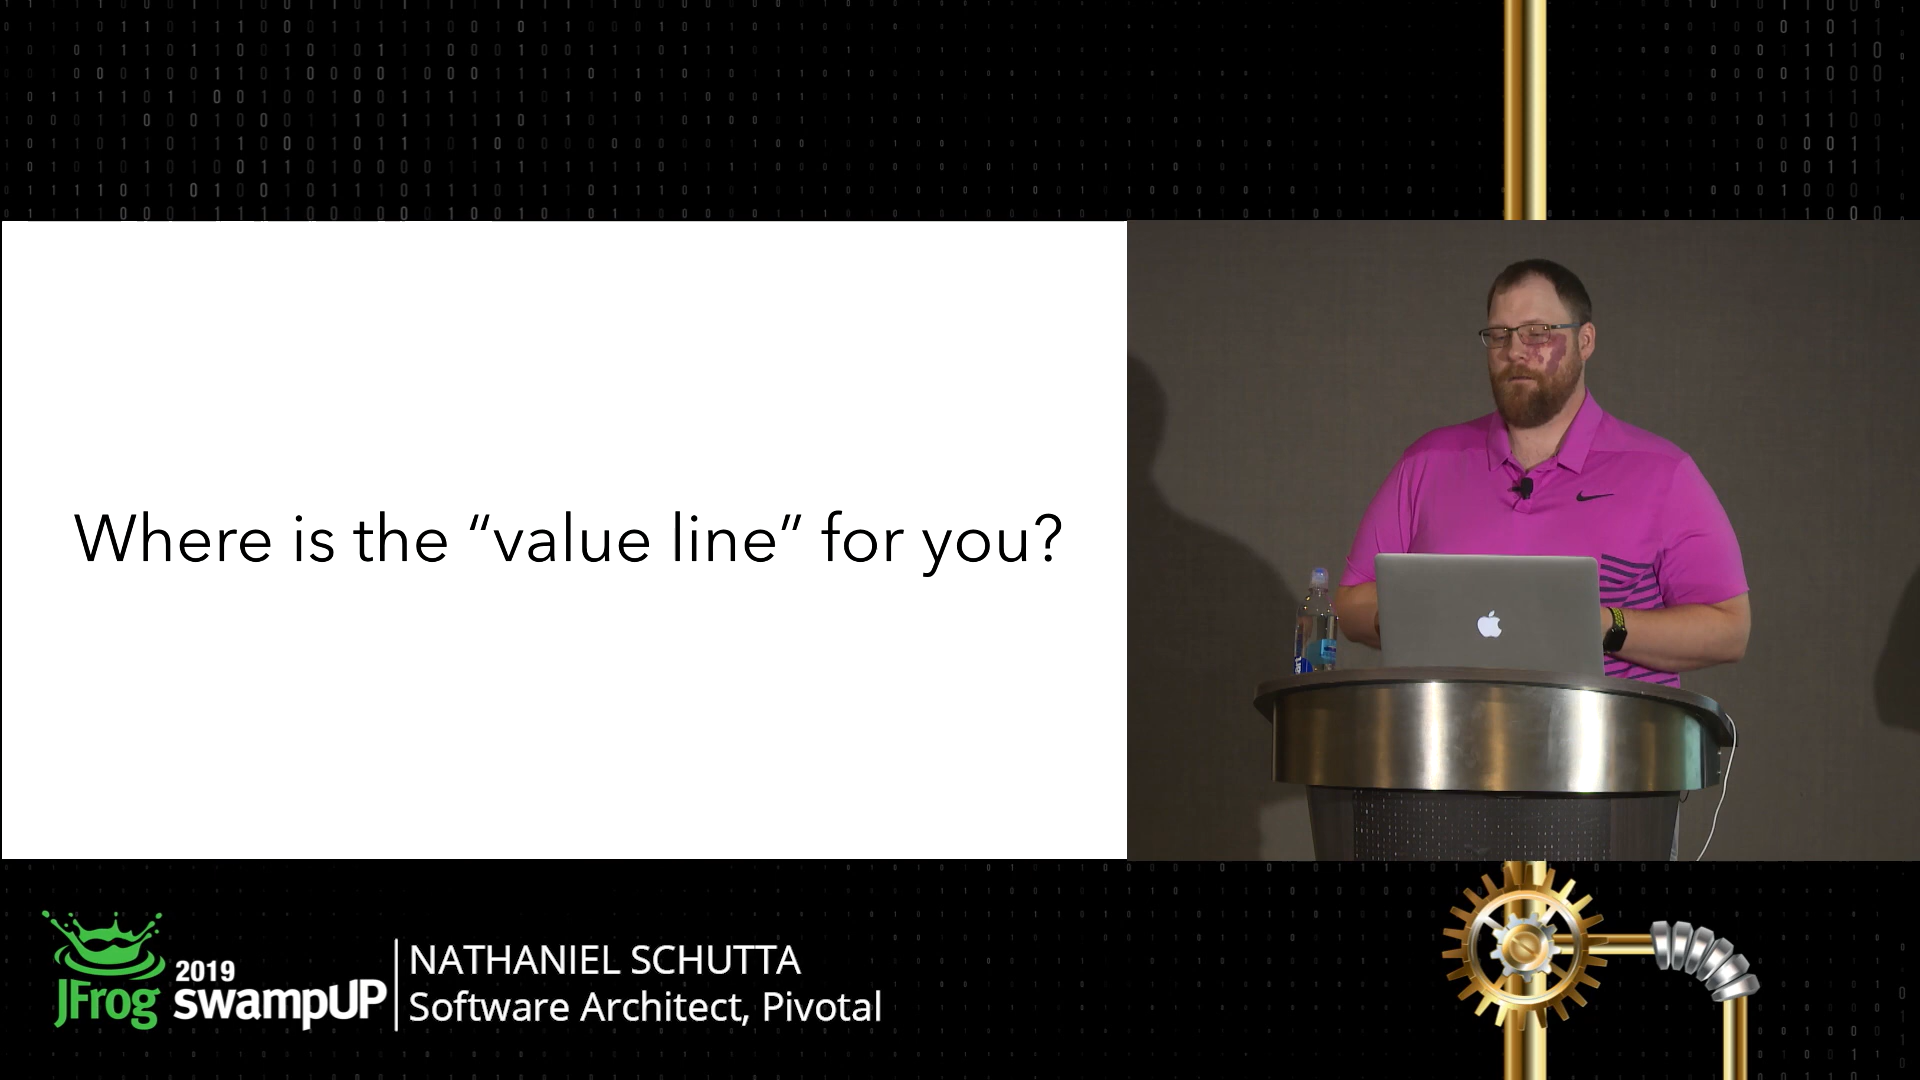 Where is the “value line” for you?
JFrog
2019
swampUP
NATHANIEL SCHUTTA
Software Architect, Pivotal